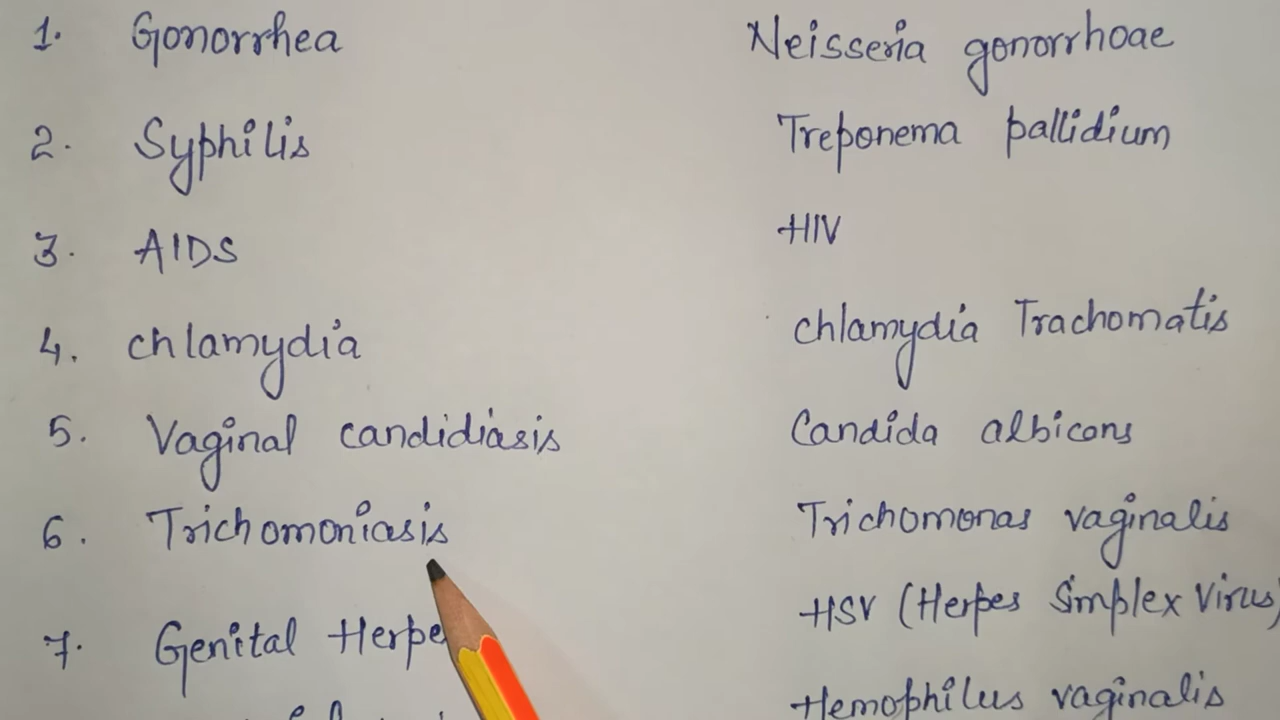 1. Gonorrhea Neisseria gonorrhoae
2. Syphilis Treponema pallidium
3. AIDS HIV
4. chlamydia chlamydia Trachomatis
5. Vaginal candidiasis Candida albicans
6. Trichomoniasis Trichomonas vaginalis
7. Genital Herpe HSV (Herpes Simplex Virus)
Hemophilus vaginalis